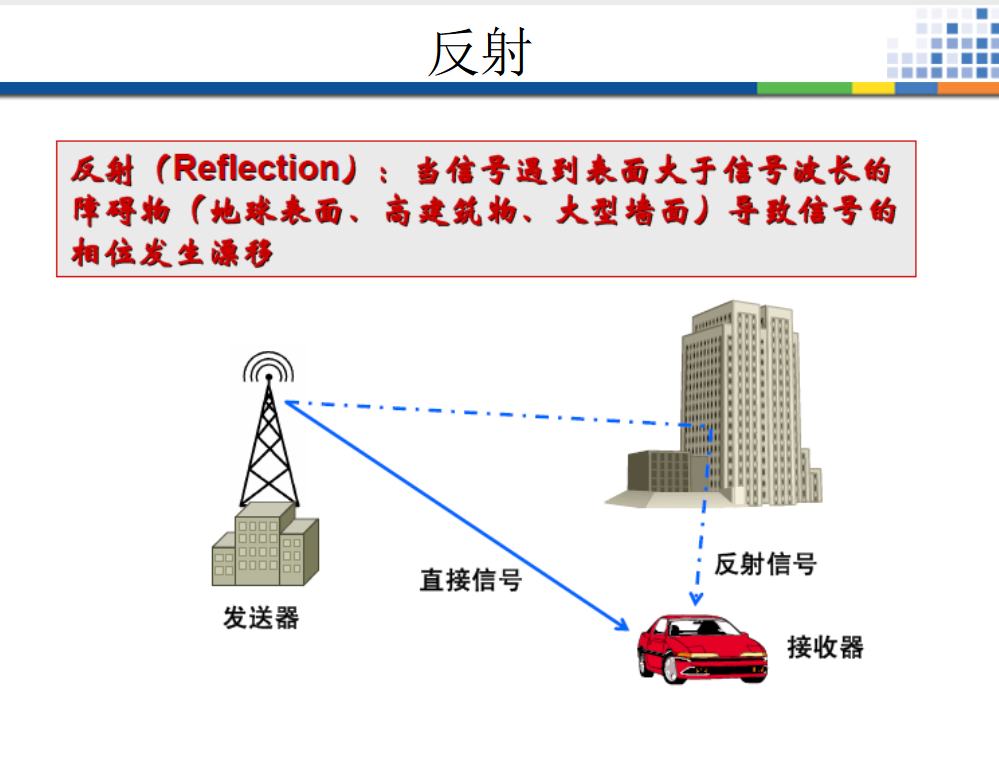 反射
反射（Reflection）：当信号遇到表面大于信号波长的
障碍物（地球表面、高建筑物、大型墙面）导致信号的
相位发生漂移
反射信号
直接信号
发送器
接收器